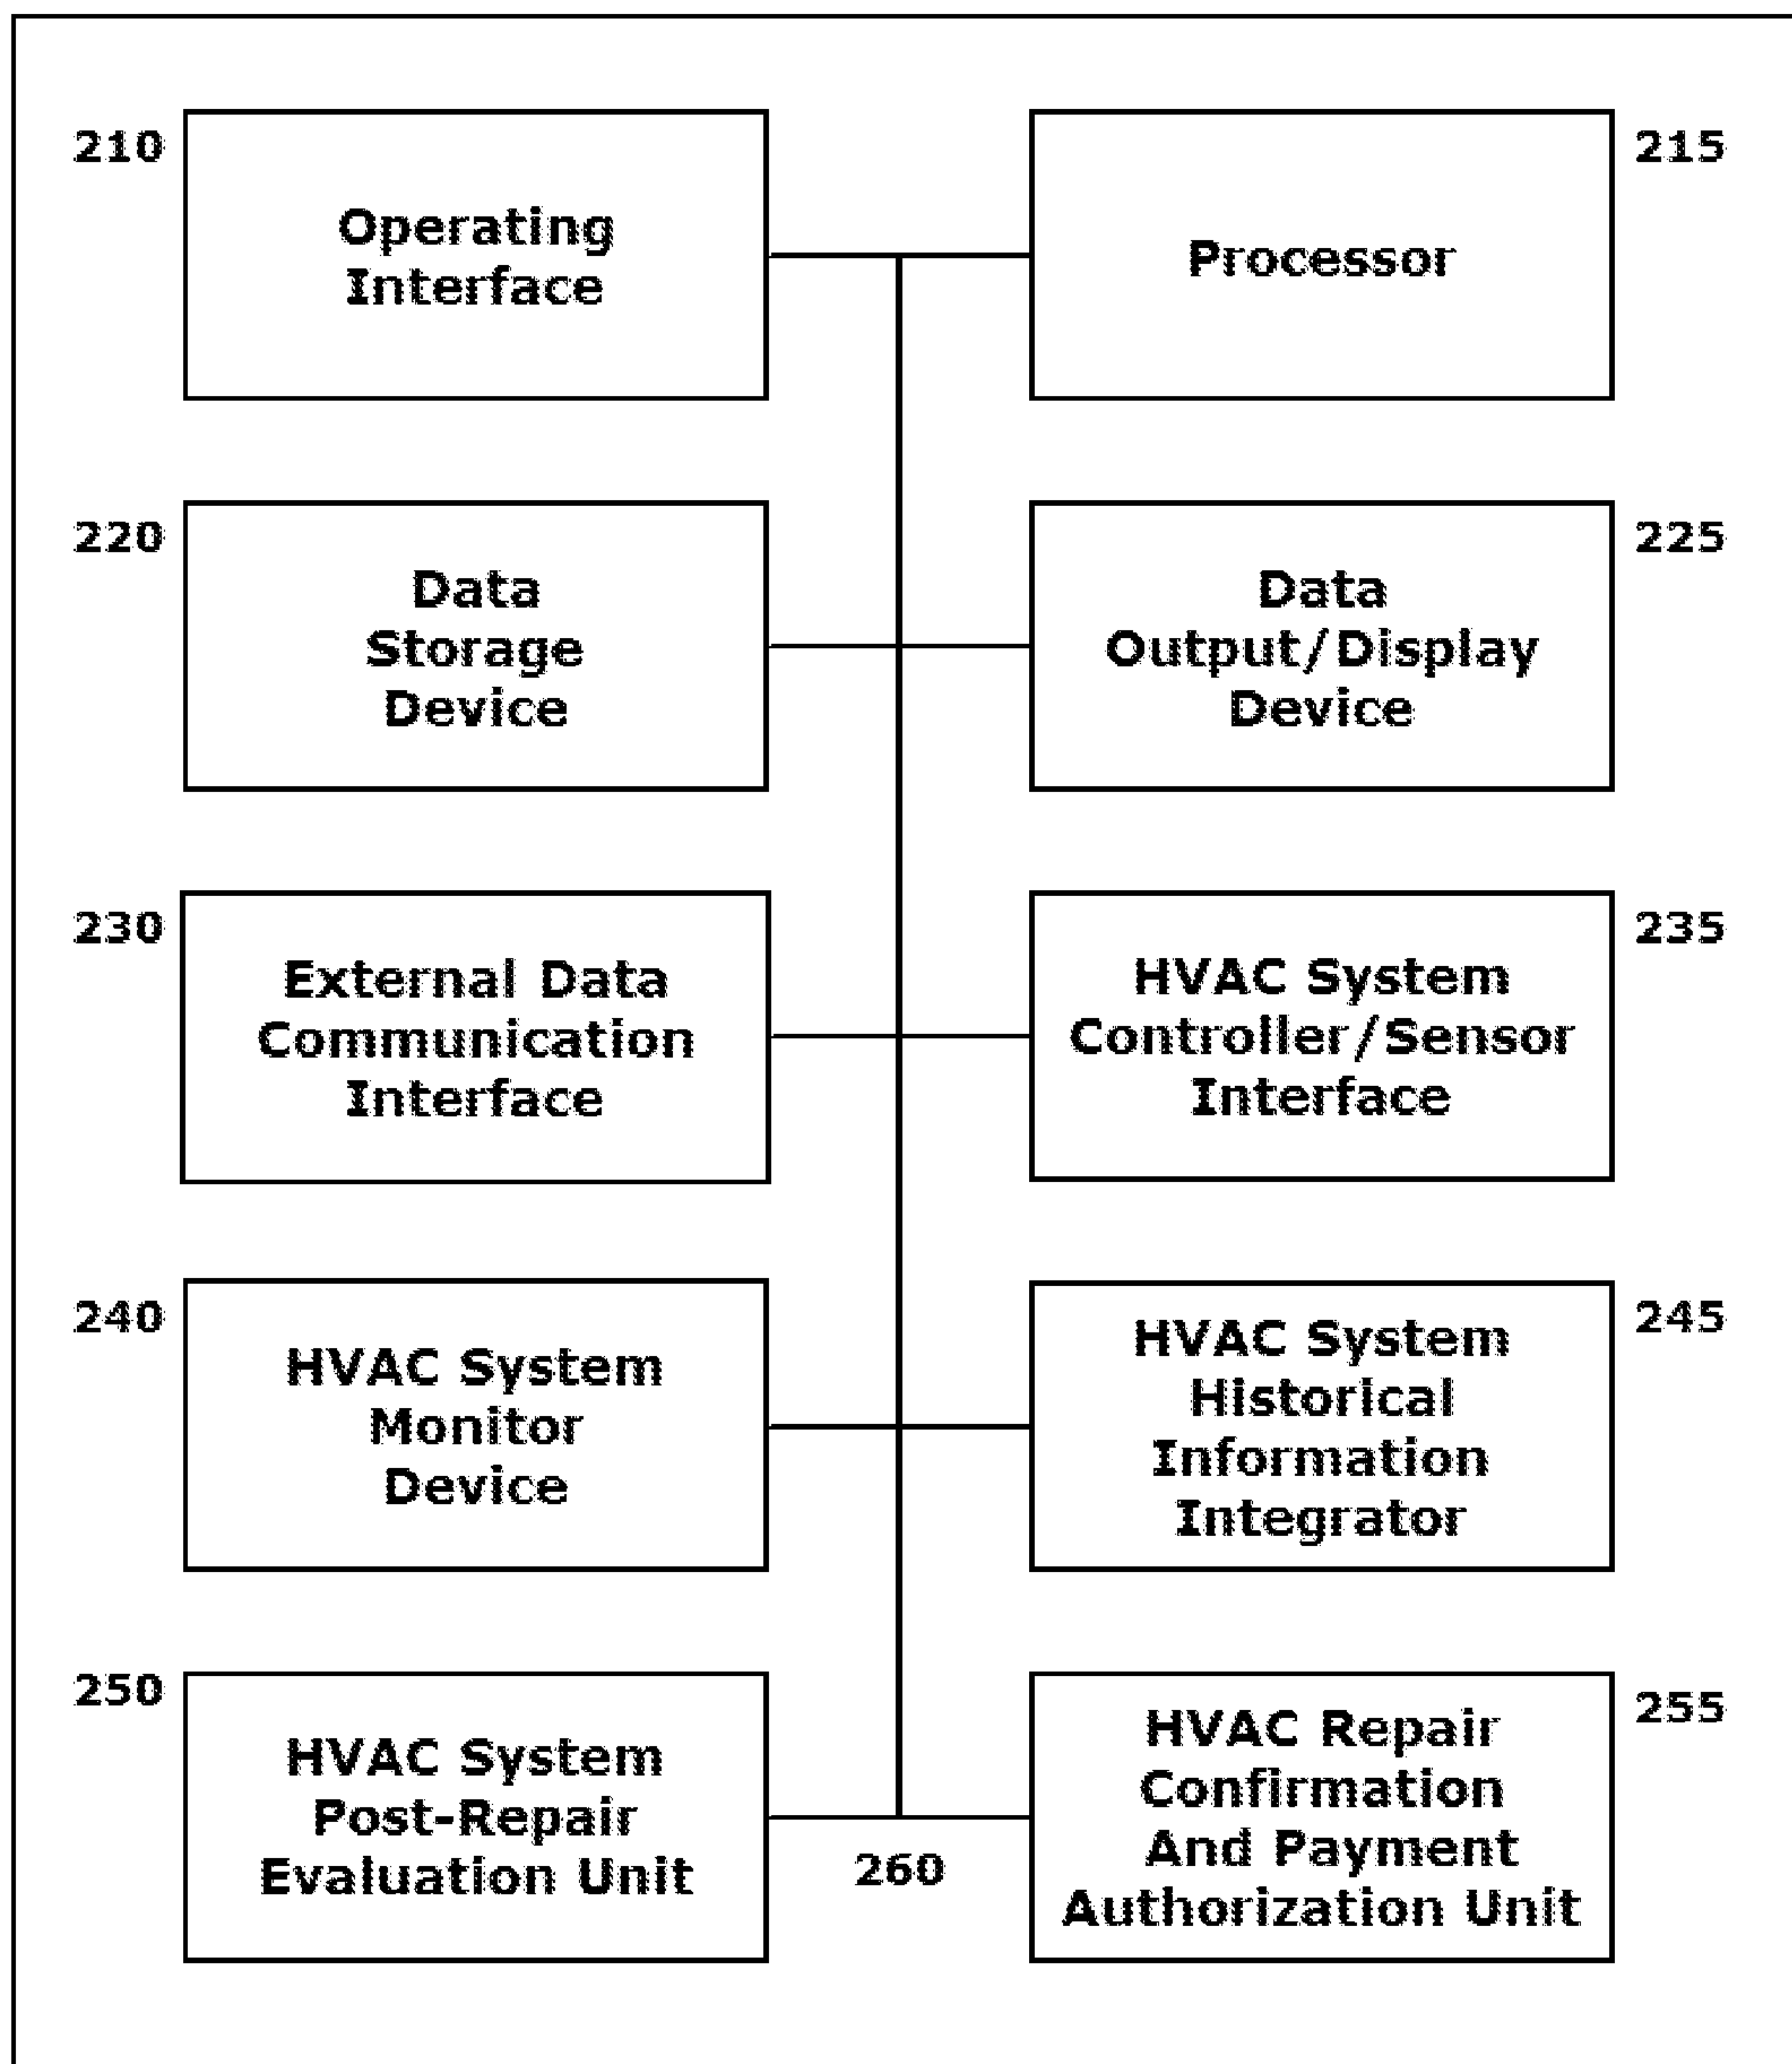 210
Operating
Interface
Processor
215
220
Data
Storage
Device
Data
Output/Display
Device
225
230
External Data
Communication
Interface
HVAC System
Controller/Sensor
Interface
235
240
HVAC System
Monitor
Device
HVAC System
Historical
Information
Integrator
245
250
HVAC System
Post-Repair
Evaluation Unit
260
HVAC Repair
Confirmation
And Payment
Authorization Unit
255